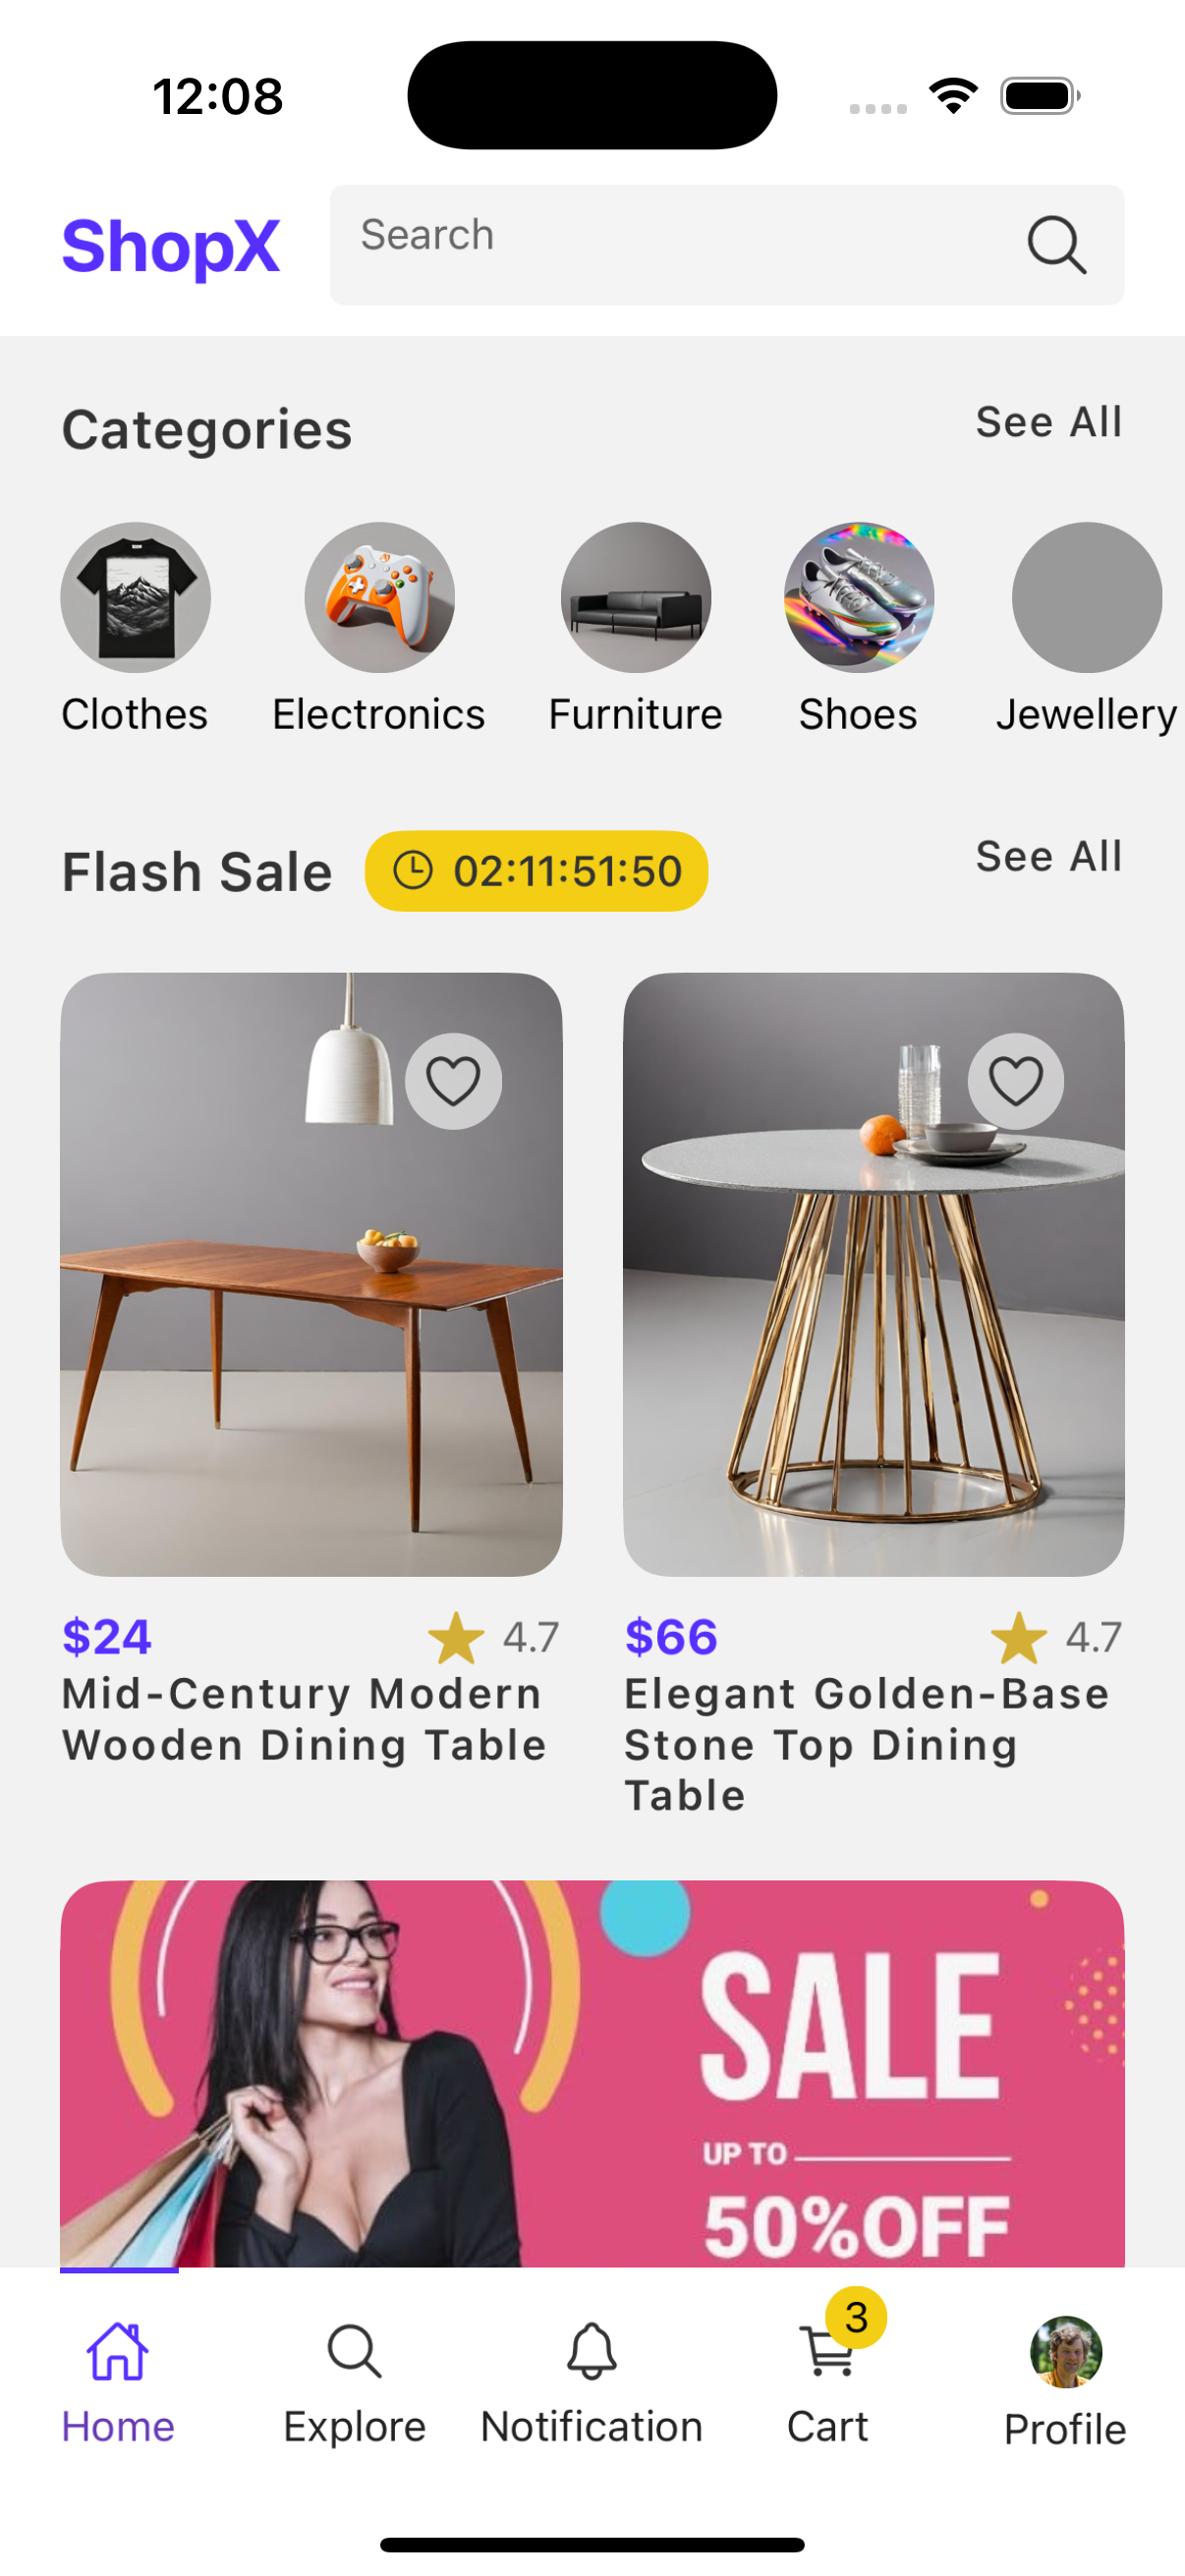 12:08
ShopX
Search
Categories
See All
Clothes
Electronics
Furniture
Shoes
Jewellery
Flash Sale
02:11:51:50
See All
$24
4.7
Mid-Century Modern
Wooden Dining Table
$66
4.7
Elegant Golden-Base
Stone Top Dining
Table
SALE
UP TO
50%OFF
3
Home
Explore
Notification
Cart
Profile